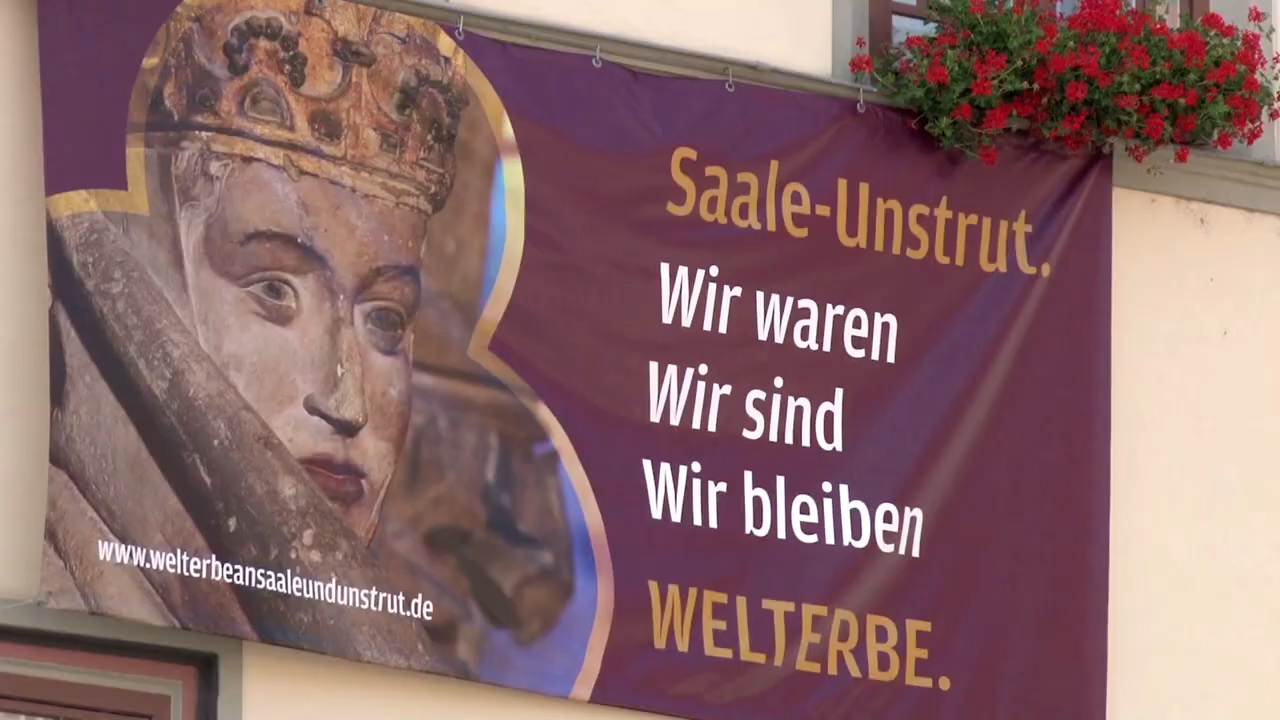 Saale-Unstrut.
Wir waren
Wir sind
Wir bleiben
WELTERBE.
www.welterbeansaaleundunstrut.de